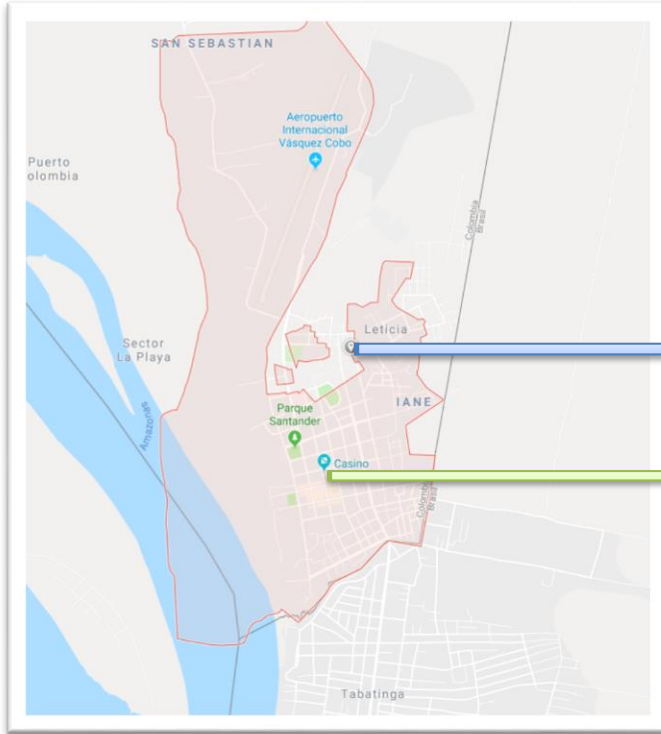 SAN SEBASTIAN
Aeropuerto
Internacional
Vásquez Cobo
Puerto
olombia
Colombia
Brasil
Leticia
Sector
La Playa
IANE
Parque
Santander
Amazonas
Casino
Colombia
Brasil
Tabatinga